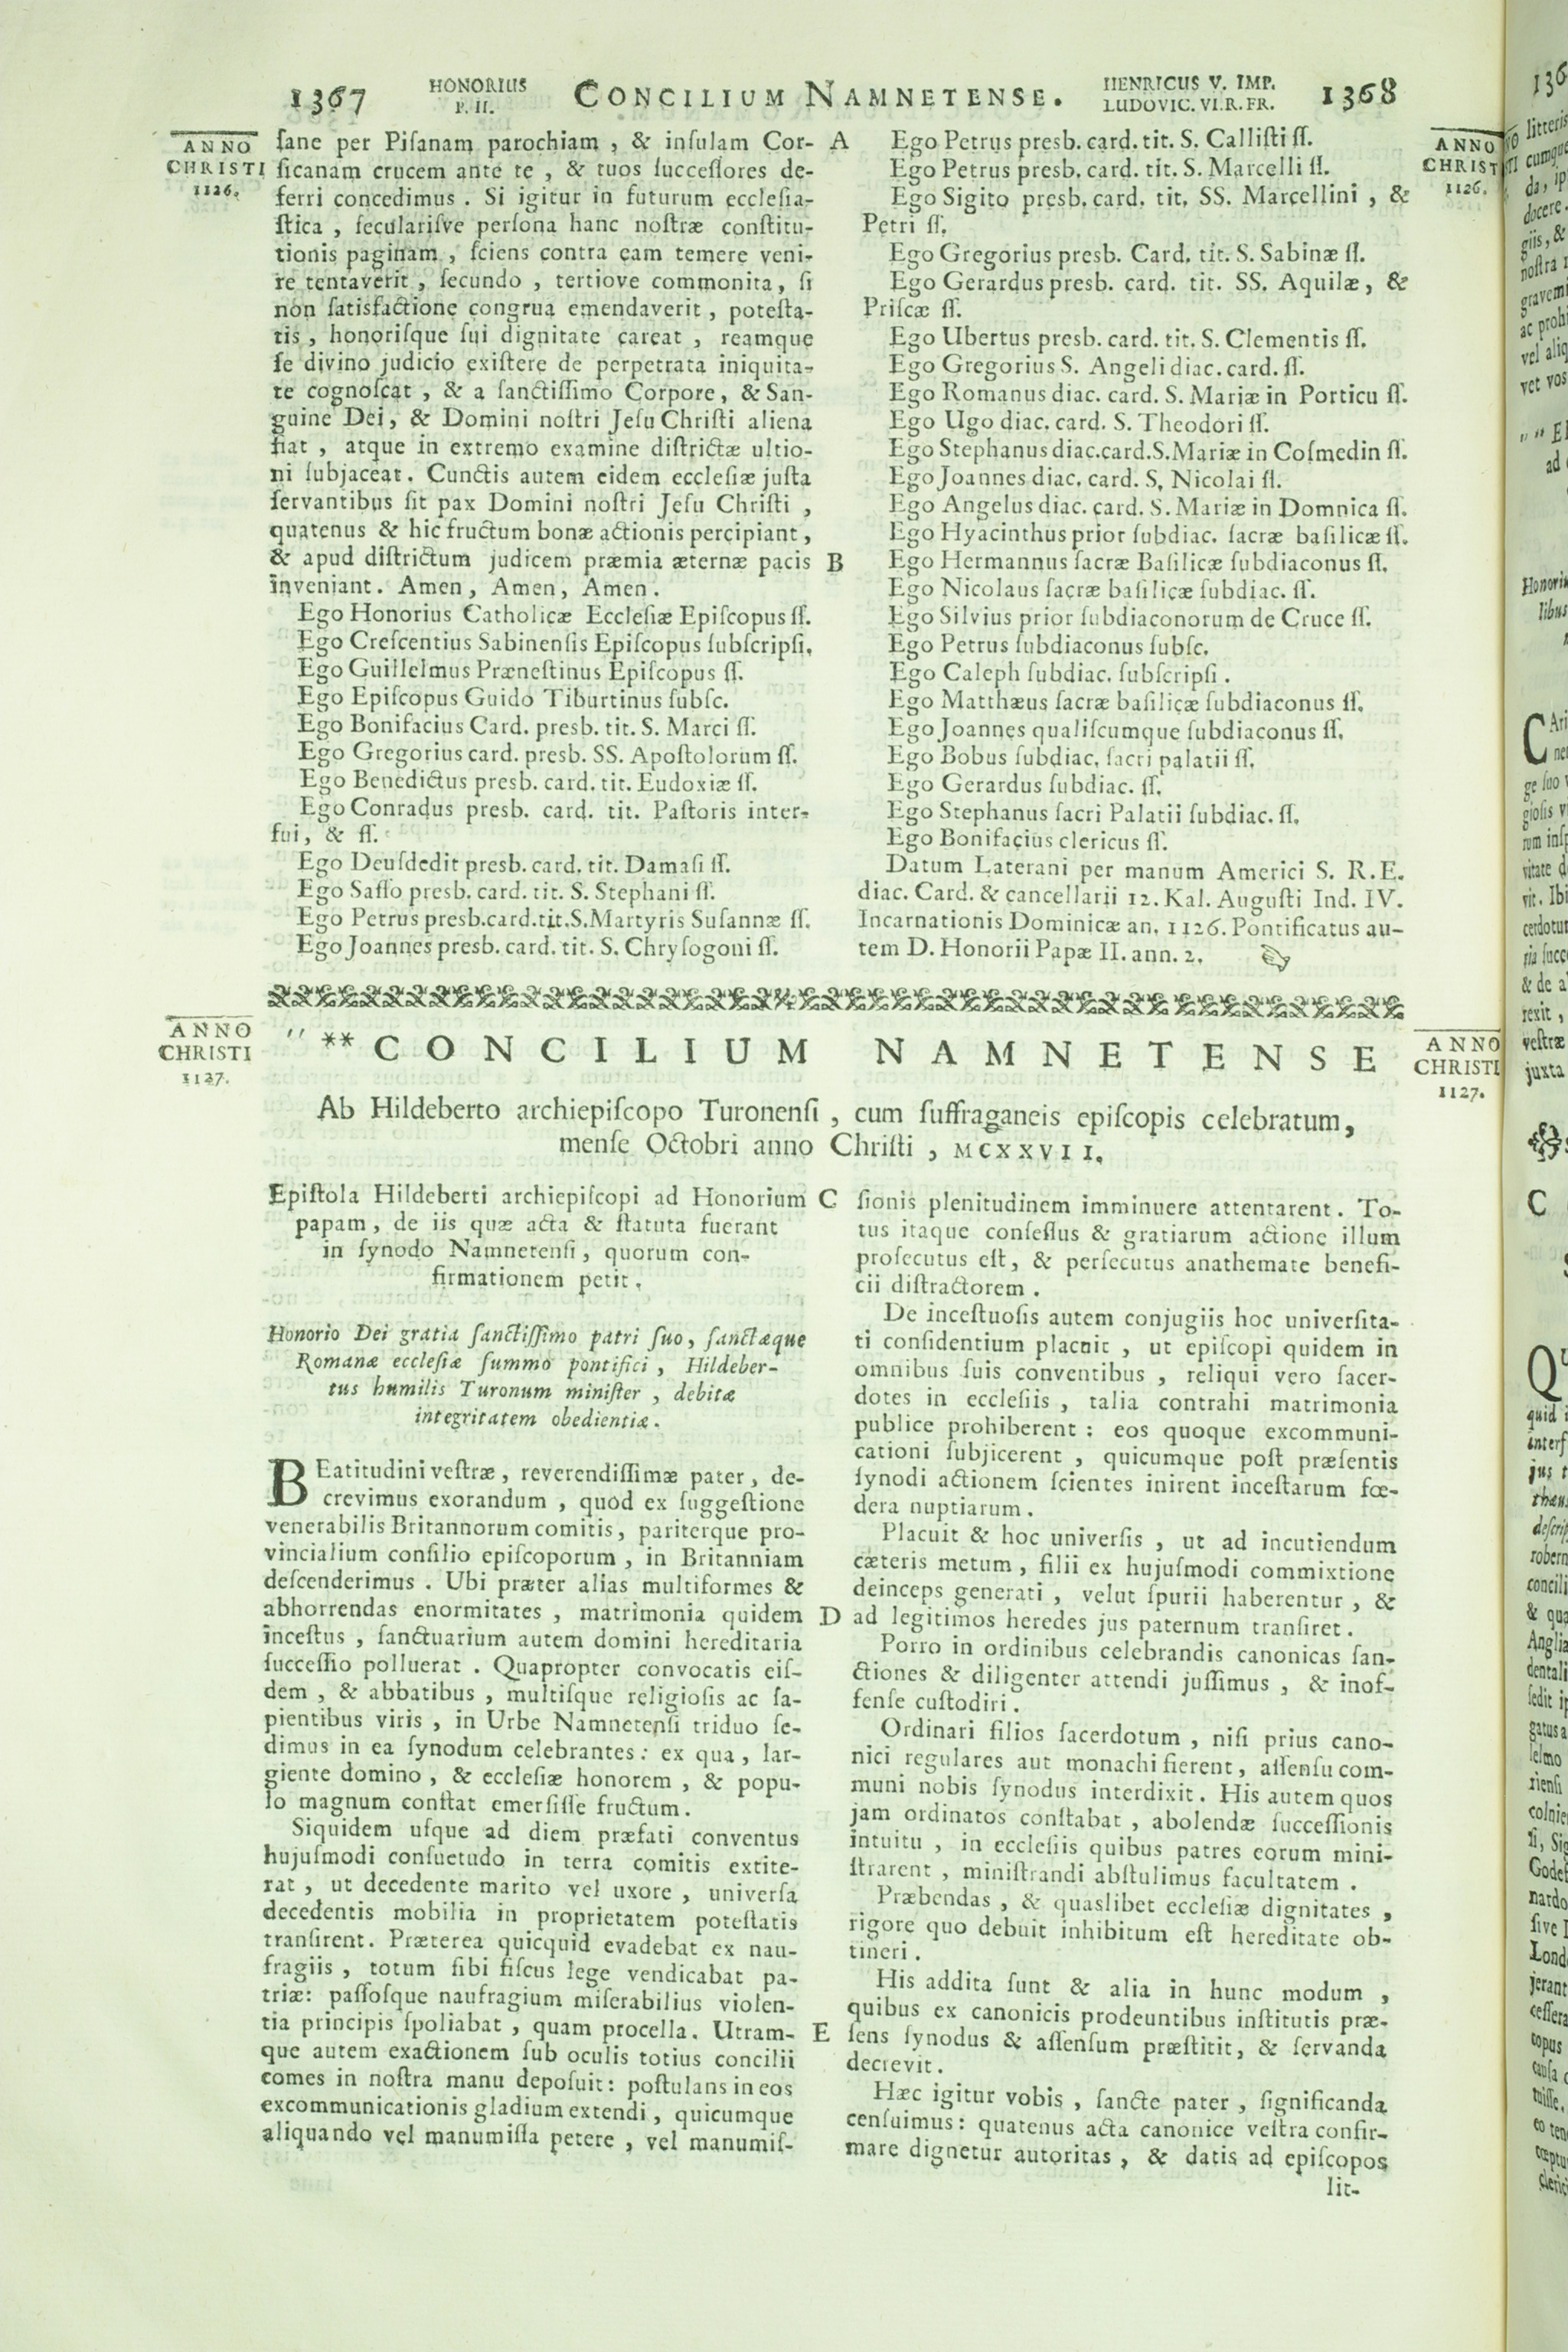 1367
HONORIUS
P. II.
CONCILIUM NAMNETENSE.
HENRICUS V. IMP.
LUDOVIC. VI. R. FR.
1368
ANNO
CHRISTI
1126.
ſane per Piſanam parochiam, & inſulam Cor-
ſicanam crucem ante te, & tuos ſucceſſores de-
ferri concedimus. Si igitur in futurum eccleſia-
ſtica, ſeculariſve perſona hanc noſtræ conſtitu-
tionis paginam, ſciens contra eam temere veni-
re tentaverit, ſecundo, tertiove commonita, ſi
non ſatisfactione congrua emendaverit, poteſta-
tis, honoriſque ſui dignitate careat, reamque
ſe divino judicio exiſtere de perpetrata iniquita-
te cognoſcat, & a ſanctiſſimo Corpore, & San-
guine Dei, & Domini noſtri Jeſu Chriſti aliena
fiat, atque in extremo examine diſtrictæ ultio-
ni ſubjaceat. Cunctis autem eidem eccleſiæ juſta
ſervantibus ſit pax Domini noſtri Jeſu Chriſti,
quatenus & hic fructum bonæ actionis percipiant,
& apud diſtrictum judicem præmia æternæ pacis
inveniant. Amen, Amen, Amen.
Ego Honorius Catholicæ Eccleſiæ Epiſcopus ſſ.
Ego Creſcentius Sabinenſis Epiſcopus ſubſcripſi.
Ego Guillelmus Præneſtinus Epiſcopus ſſ.
Ego Epiſcopus Guido Tiburtinus ſubſc.
Ego Bonifacius Card. presb. tit. S. Marci ſſ.
Ego Gregorius card. presb. SS. Apoſtolorum ſſ.
Ego Benedictus presb. card. tit. Eudoxiæ ſſ.
Ego Conradus presb. card. tit. Paſtoris inter-
fui, & ſſ.
Ego Deuſdedit presb. card. tit. Damaſi ſſ.
Ego Saſſo presb. card. tit. S. Stephani ſſ.
Ego Petrus presb.card.tit.S.Martyris Suſannæ ſſ.
Ego Joannes presb. card. tit. S. Chryſogoni ſſ.
A
B
Ego Petrus presb. card. tit. S. Calliſti ſſ.
Ego Petrus presb. card. tit. S. Marcelli ſſ.
Ego Sigito presb. card. tit. SS. Marcellini, &
Petri ſſ.
Ego Gregorius presb. Card. tit. S. Sabinæ ſſ.
Ego Gerardus presb. card. tit. SS. Aquilæ, &
Priſcæ ſſ.
Ego Ubertus presb. card. tit. S. Clementis ſſ.
Ego Gregorius S. Angeli diac. card. ſſ.
Ego Romanus diac. card. S. Mariæ in Porticu ſſ.
Ego Ugo diac. card. S. Theodori ſſ.
Ego Stephanus diac.card.S.Mariæ in Coſmedin ſſ.
Ego Joannes diac. card. S. Nicolai ſſ.
Ego Angelus diac. card. S. Mariæ in Domnica ſſ.
Ego Hyacinthus prior ſubdiac. ſacræ baſilicæ ſſ.
Ego Hermannus ſacræ Baſilicæ ſubdiaconus ſſ.
Ego Nicolaus ſacræ baſilicæ ſubdiac. ſſ.
Ego Silvius prior ſubdiaconorum de Cruce ſſ.
Ego Petrus ſubdiaconus ſubſc.
Ego Caleph ſubdiac. ſubſcripſi.
Ego Matthæus ſacræ baſilicæ ſubdiaconus ſſ.
Ego Joannes qualiſcumque ſubdiaconus ſſ.
Ego Bobus ſubdiac. ſacri palatii ſſ.
Ego Gerardus ſubdiac. ſſ.
Ego Stephanus ſacri Palatii ſubdiac. ſſ.
Ego Bonifacius clericus ſſ.
Datum Laterani per manum Americi S. R. E.
diac. Card. & cancellarii 12. Kal. Auguſti Ind. IV.
Incarnationis Dominicæ an. 1126. Pontificatus au-
tem D. Honorii Papæ II. ann. 2.
ANNO
CHRIST
1126.
ANNO
CHRISTI
1127.
** CONCILIUM NAMNETENSE
ANNO
CHRISTI
1127.
Ab Hildeberto archiepiſcopo Turonenſi, cum ſuffraganeis epiſcopis celebratum,
menſe Octobri anno Chriſti, MCXXVII.
Epiſtola Hildeberti archiepiſcopi ad Honorium
papam, de iis quæ acta & ſtatuta fuerant
in ſynodo Namnetenſi, quorum con-
firmationem petit.
Honorio Dei gratia ſanctiſſimo patri ſuo, ſanctæque
Romanæ eccleſiæ ſummo pontifici, Hildeber-
tus humilis Turonum miniſter, debitæ
integritatem obedientiæ.
BEatitudini veſtræ, reverendiſſimæ pater, de-
crevimus exorandum, quod ex ſuggeſtione
venerabilis Britannorum comitis, pariterque pro-
vincialium conſilio epiſcoporum, in Britanniam
deſcenderimus. Ubi præter alias multiformes &
abhorrendas enormitates, matrimonia quidem
inceſtus, ſanctuarium autem domini hereditaria
ſucceſſio polluerat. Quapropter convocatis eiſ-
dem, & abbatibus, multiſque religioſis ac ſa-
pientibus viris, in Urbe Namnetenſi triduo ſe-
dimus in ea ſynodum celebrantes: ex qua, lar-
giente domino, & eccleſiæ honorem, & popu-
lo magnum conſtat emerſiſſe fructum.
Siquidem uſque ad diem præfati conventus
hujuſmodi conſuetudo in terra comitis extite-
rat, ut decedente marito vel uxore, univerſa
decedentis mobilia in proprietatem poteſtatis
tranſirent. Præterea quicquid evadebat ex nau-
fragiis, totum ſibi fiſcus lege vendicabat pa-
triæ: paſſoſque naufragium miſerabilius violen-
tia principis ſpoliabat, quam procella. Utram-
que autem exactionem ſub oculis totius concilii
comes in noſtra manu depoſuit: poſtulans in eos
excommunicationis gladium extendi, quicumque
aliquando vel manumiſſa petere, vel manumiſ-
C
D
E
ſionis plenitudinem imminuere attentarent. To-
tus itaque conſeſſus & gratiarum actione illum
proſecutus eſt, & perſecutus anathemate benefi-
cii diſtractorem.
De inceſtuoſis autem conjugiis hoc univerſita-
ti conſidentium placuit, ut epiſcopi quidem in
omnibus ſuis conventibus, reliqui vero ſacer-
dotes in eccleſiis, talia contrahi matrimonia
publice prohiberent: eos quoque excommuni-
cationi ſubjicerent, quicumque poſt præſentis
ſynodi actionem ſcientes inirent inceſtarum fœ-
dera nuptiarum.
Placuit & hoc univerſis, ut ad incutiendum
cæteris metum, filii ex hujuſmodi commixtione
deinceps generati, velut ſpurii haberentur, &
ad legitimos heredes jus paternum tranſiret.
Porro in ordinibus celebrandis canonicas ſan-
ctiones & diligenter attendi juſſimus, & inof-
fenſe cuſtodiri.
Ordinari filios ſacerdotum, niſi prius cano-
nici regulares aut monachi fierent, aſſenſu com-
muni nobis ſynodus interdixit. His autem quos
jam ordinatos conſtabat, abolendæ ſucceſſionis
intuitu, in eccleſiis quibus patres eorum mini-
ſtrarent, miniſtrandi abſtulimus facultatem.
Præbendas, & quaslibet eccleſiæ dignitates,
rigore quo debuit inhibitum eſt hereditate ob-
tineri.
His addita ſunt & alia in hunc modum,
quibus ex canonicis prodeuntibus inſtitutis præ-
ſens ſynodus & aſſenſum præſtitit, & ſervanda
decrevit.
Hæc igitur vobis, ſancte pater, ſignificanda
cenſuimus: quatenus acta canonice veſtra confir-
mare dignetur autoritas, & datis ad epiſcopos
lit-